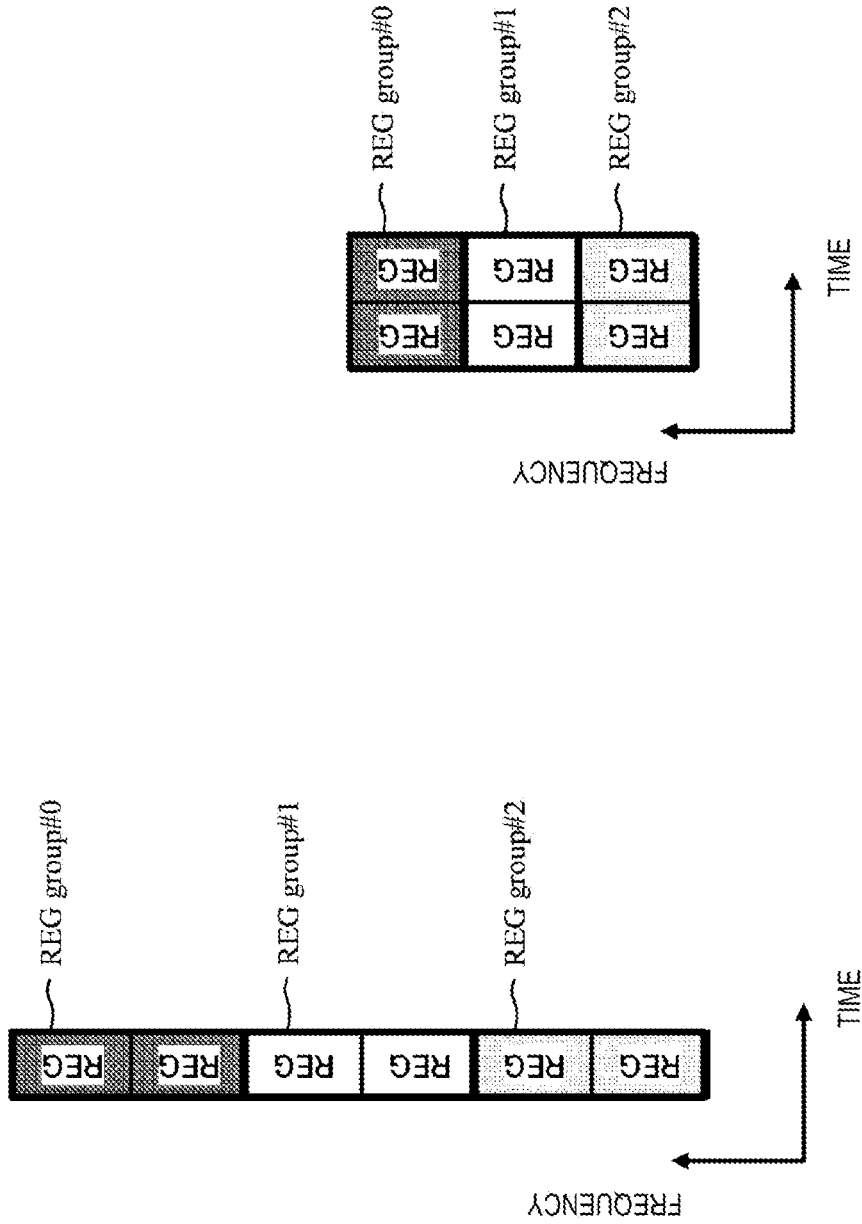 REG REG REG group#0
REG REG REG group#1
REG REG REG group#2
FREQUENCY
TIME
REG REG group#0
REG
REG REG group#1
REG
REG REG group#2
REG
FREQUENCY
TIME